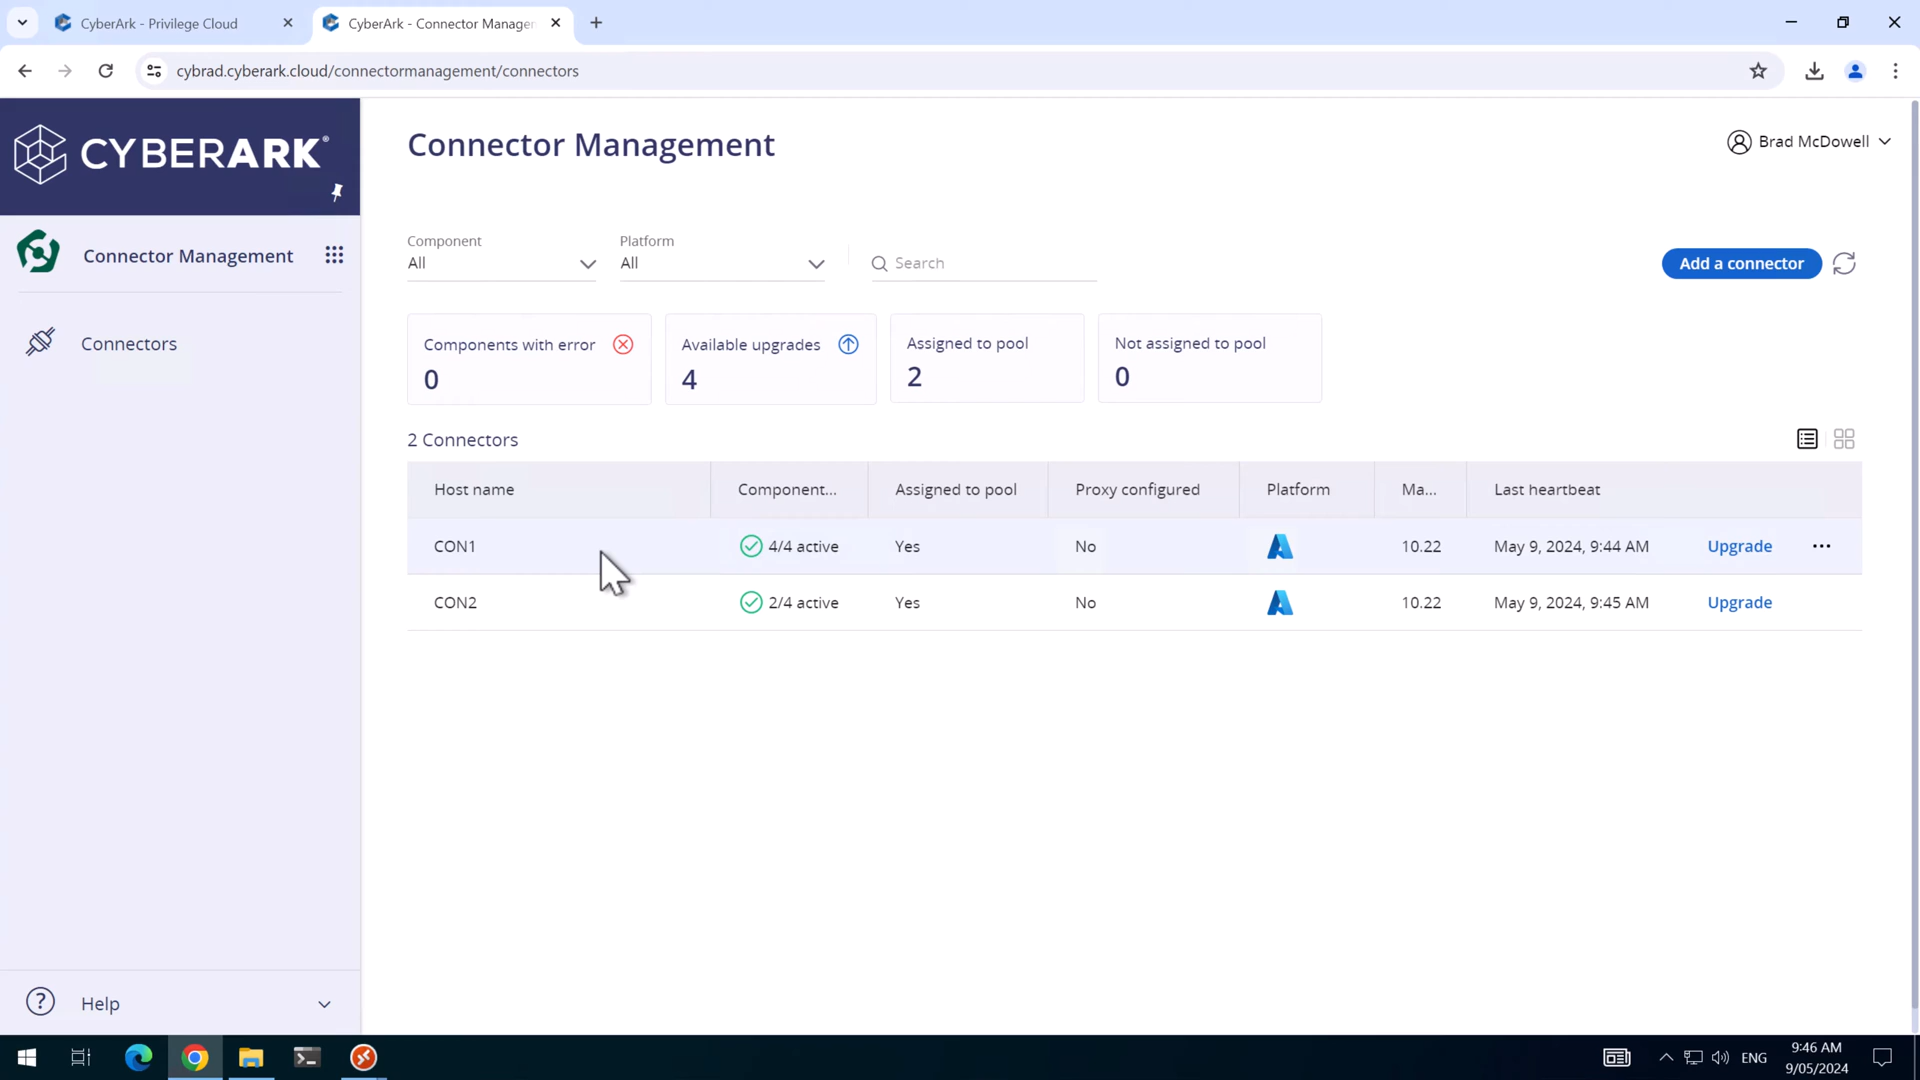 CyberArk - Privilege Cloud
CyberArk - Connector Manager
cybrad.cyberark.cloud/connectormanagement/connectors
CYBERARK®
Connector Management
Brad McDowell
Connector Management
Component
All
Platform
All
Search
Add a connector
Connectors
Components with error
0
Available upgrades
4
Assigned to pool
2
Not assigned to pool
0
2 Connectors
Host name Component... Assigned to pool Proxy configured Platform Ma... Last heartbeat
CON1 4/4 active Yes No 10.22 May 9, 2024, 9:44 AM Upgrade
CON2 2/4 active Yes No 10.22 May 9, 2024, 9:45 AM Upgrade
? Help
ENG
9:46 AM
9/05/2024